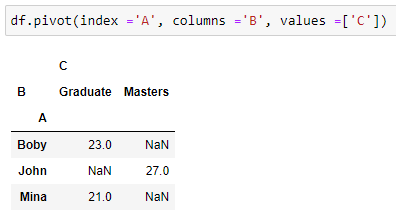 df.pivot(index ='A', columns ='B', values =['C'])
C
B Graduate Masters
A
Boby 23.0 NaN
John NaN 27.0
Mina 21.0 NaN